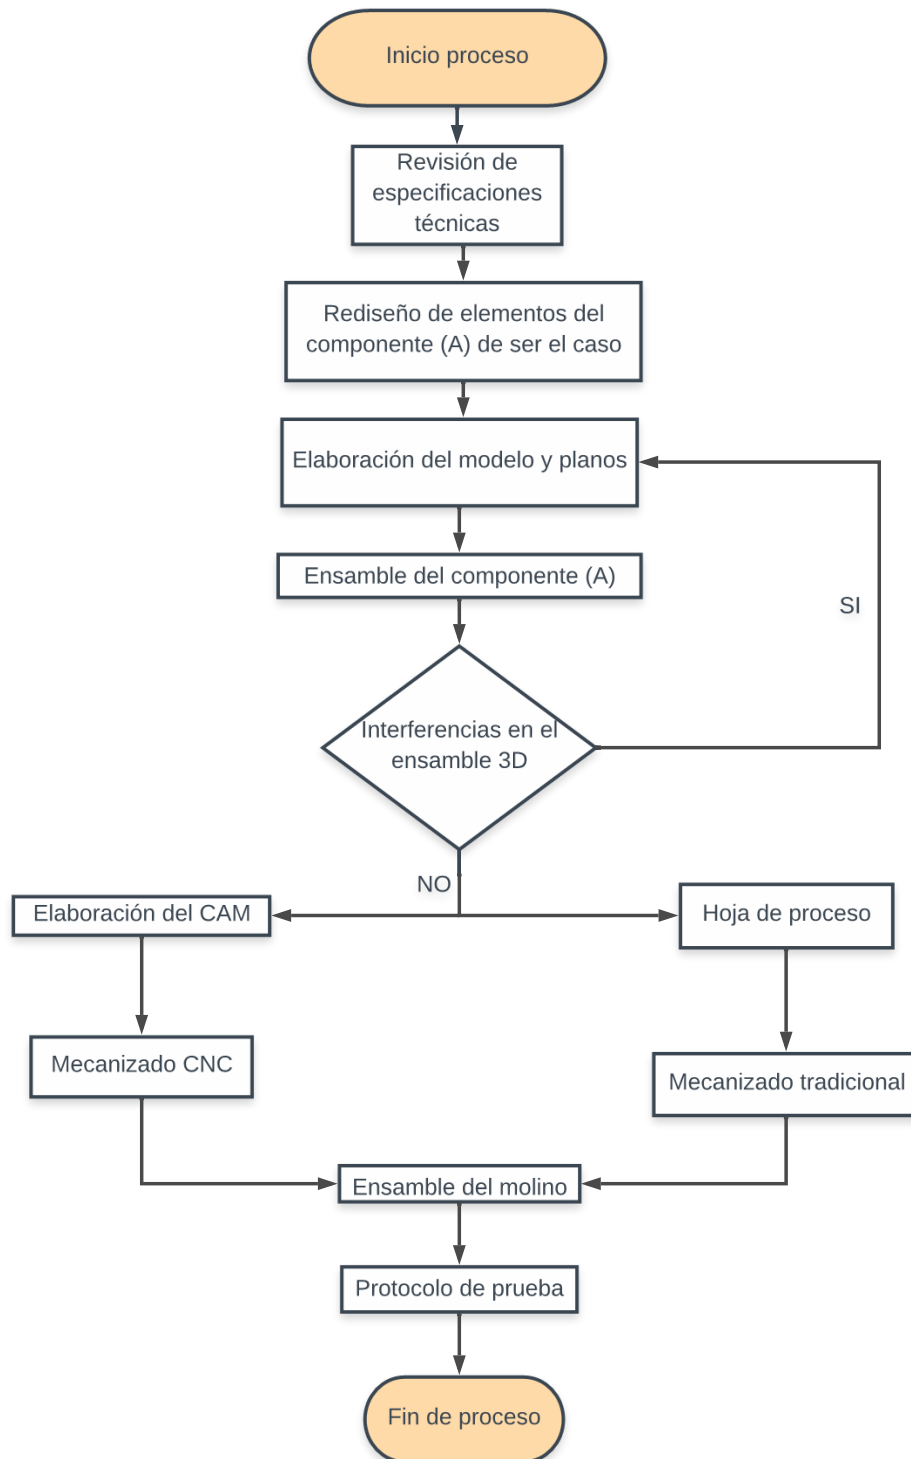 Inicio proceso
Revisión de
especificaciones
técnicas
Rediseño de elementos del
componente (A) de ser el caso
Elaboración del modelo y planos
Ensamble del componente (A)
SI
Interferencias en el
ensamble 3D
NO
Elaboración del CAM
Hoja de proceso
Mecanizado CNC
Mecanizado tradicional
Ensamble del molino
Protocolo de prueba
Fin de proceso